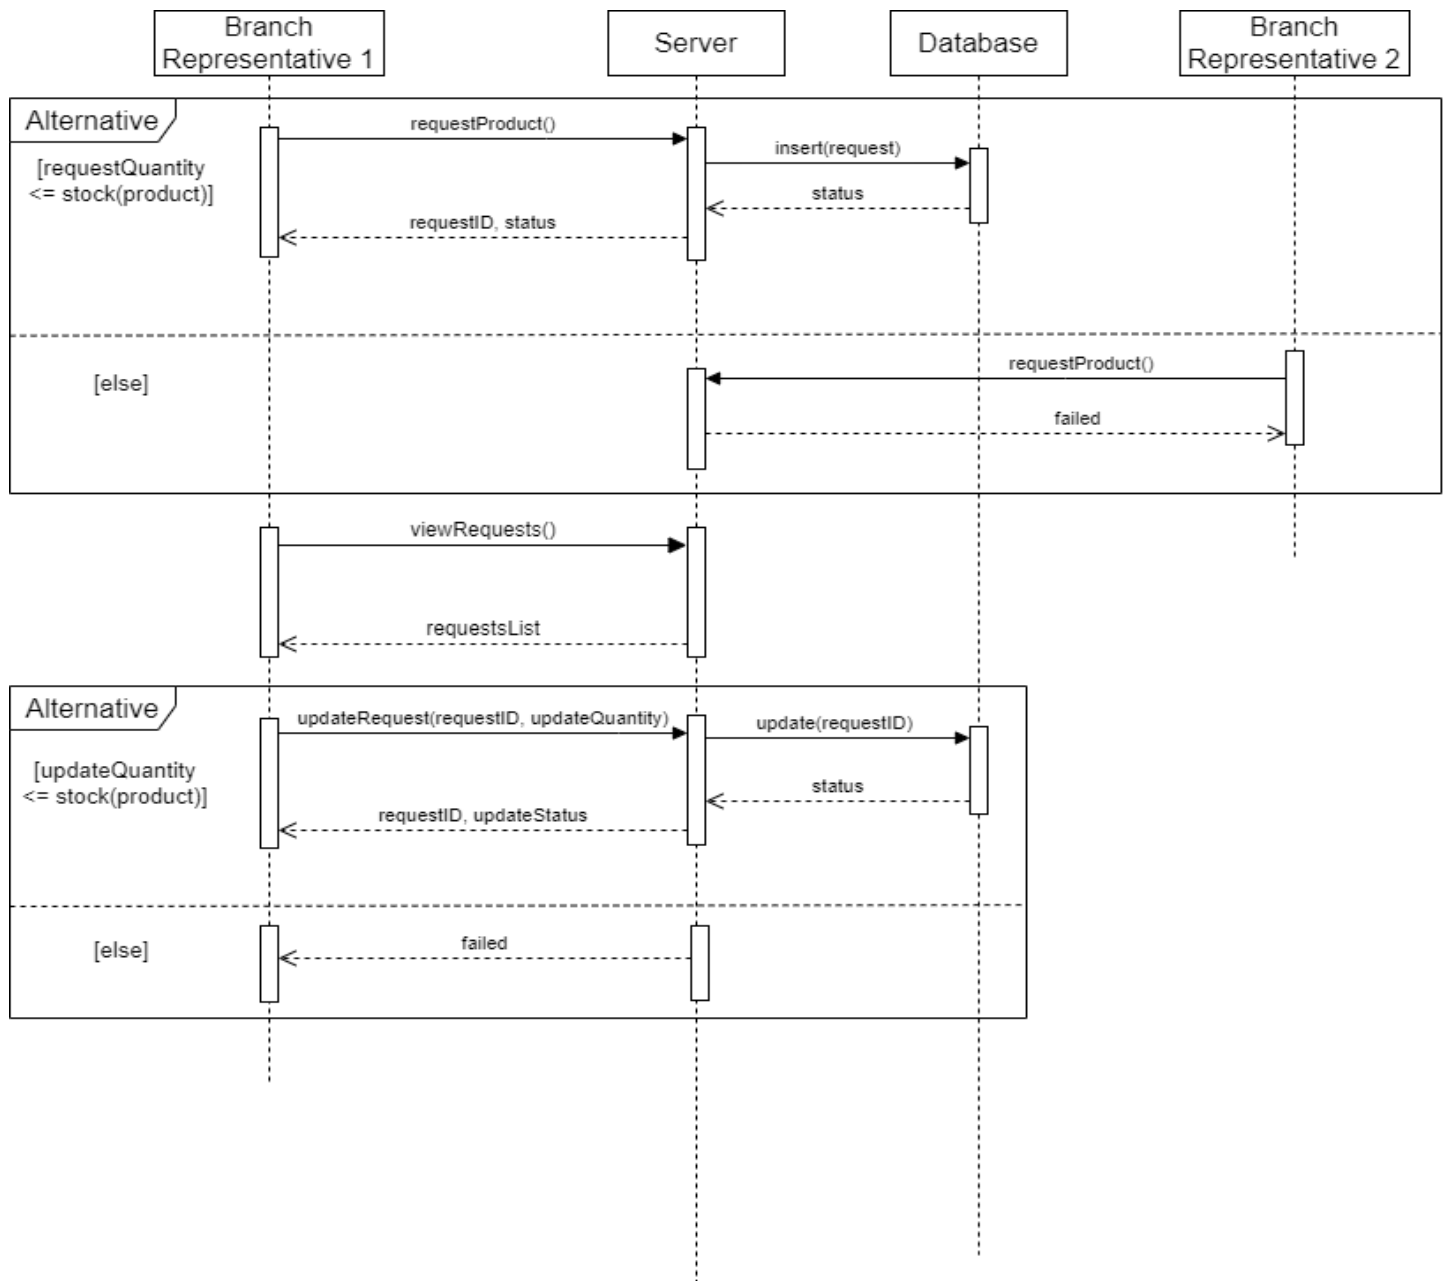 Branch
Representative 1
Server
Database
Branch
Representative 2
Alternative
requestProduct()
insert(request)
[requestQuantity
<= stock(product)]
status
requestID, status
requestProduct()
[else]
failed
viewRequests()
requestsList
Alternative
updateRequest(requestID, updateQuantity)
update(requestID)
[updateQuantity
<= stock(product)]
status
requestID, updateStatus
failed
[else]